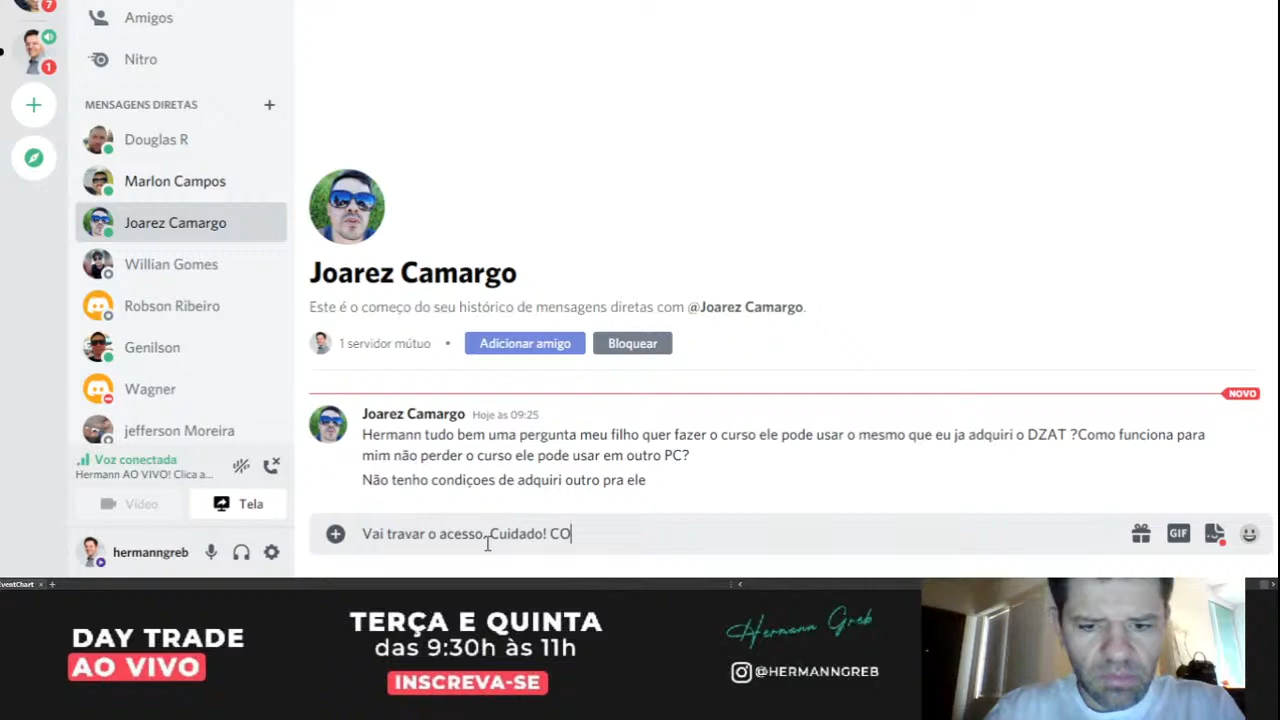 7
Amigos
1
Nitro
MENSAGENS DIRETAS +
Douglas R
Marlon Campos
Joarez Camargo
Willian Gomes
Robson Ribeiro
Genilson
Wagner
jefferson Moreira
Voz conectada
Hermann AO VIVO! Clica a...
Vídeo
Tela
hermanngreb
Joarez Camargo
Este é o começo do seu histórico de mensagens diretas com @Joarez Camargo.
1 servidor mútuo • Adicionar amigo Bloquear
NOVO
Joarez Camargo Hoje às 09:25
Hermann tudo bem uma pergunta meu filho quer fazer o curso ele pode usar o mesmo que eu ja adquiri o DZAT ?Como funciona para
mim não perder o curso ele pode usar em outro PC?
Não tenho condiçoes de adquiri outro pra ele
Vai travar o acesso. Cuidado! CO
GIF
EventChart × +
DAY TRADE
AO VIVO
TERÇA E QUINTA
das 9:30h às 11h
INSCREVA-SE
Hermann Greb
@HERMANNGREB